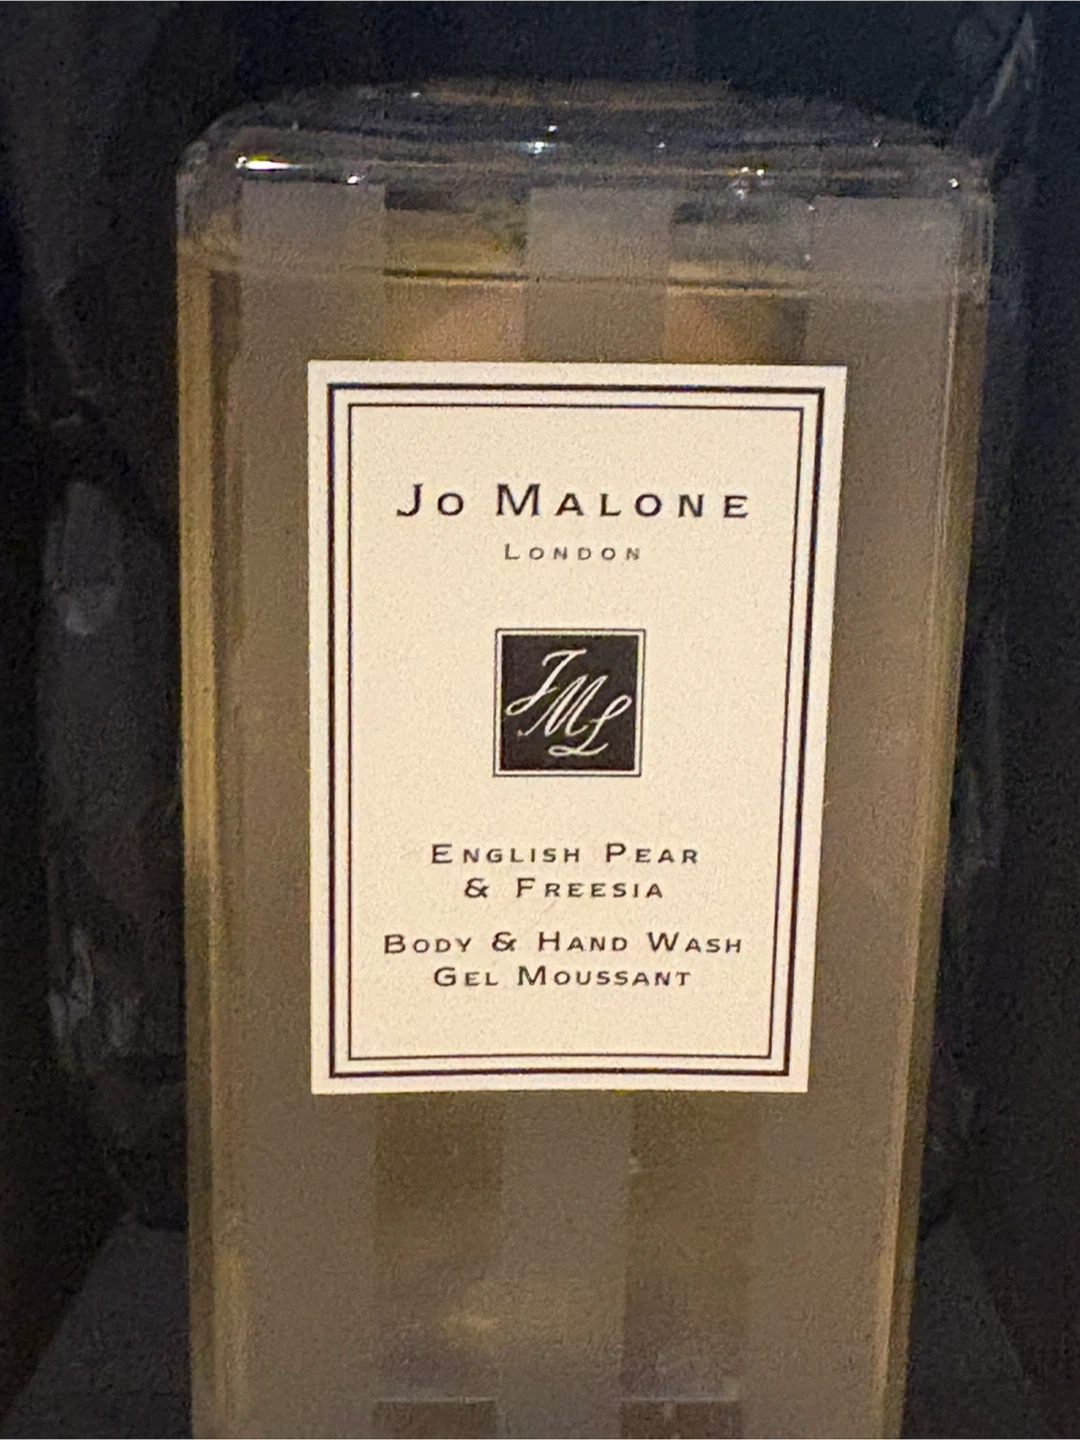 JO MALONE
LONDON
JML
ENGLISH PEAR
& FREESIA
BODY & HAND WASH
GEL MOUSSANT